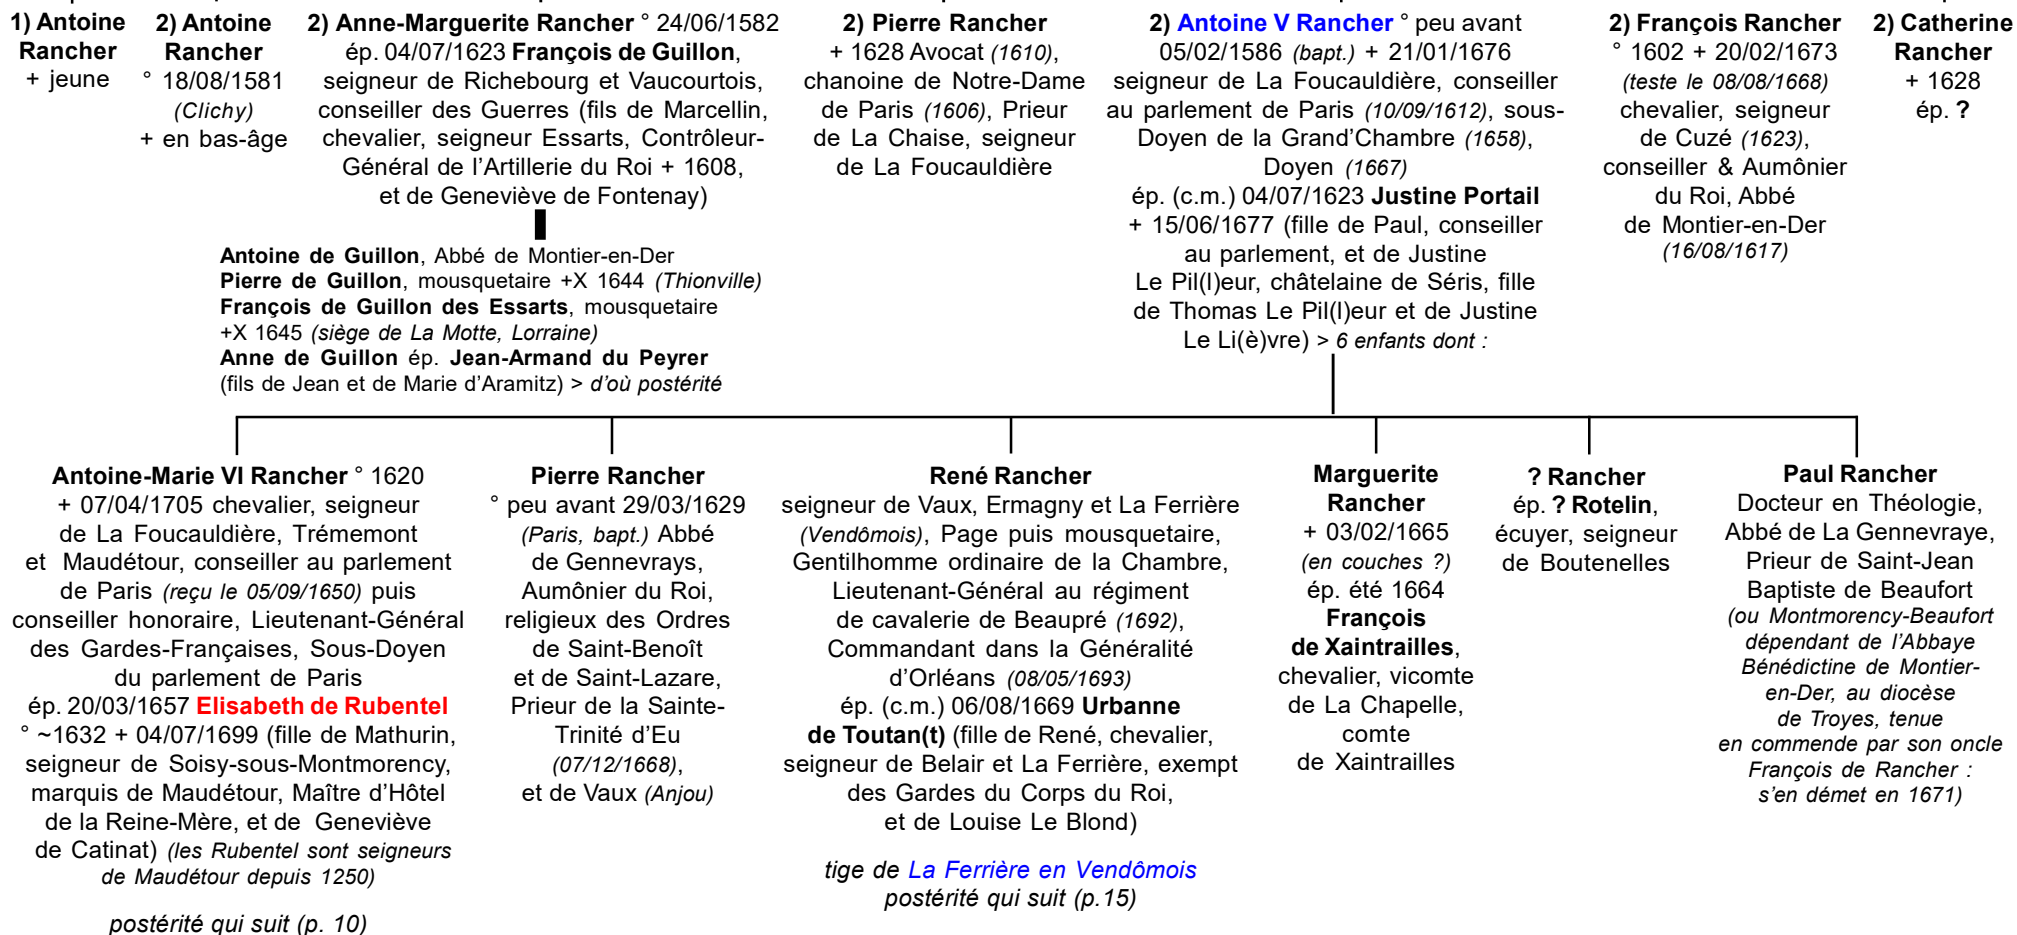 1) Antoine
Rancher
+ jeune
2) Antoine
Rancher
° 18/08/1581
(Clichy)
+ en bas-âge
2) Anne-Marguerite Rancher ° 24/06/1582
ép. 04/07/1623 François de Guillon,
seigneur de Richebourg et Vaucourtois,
conseiller des Guerres (fils de Marcellin,
chevalier, seigneur Essarts, Contrôleur-
Général de l'Artillerie du Roi + 1608,
et de Geneviève de Fontenay)
2) Pierre Rancher
+ 1628 Avocat (1610),
chanoine de Notre-Dame
de Paris (1606), Prieur
de La Chaise, seigneur
de La Foucauldière
2) Antoine V Rancher ° peu avant
05/02/1586 (bapt.) + 21/01/1676
seigneur de La Foucauldière, conseiller
au parlement de Paris (10/09/1612), sous-
Doyen de la Grand'Chambre (1658),
Doyen (1667)
ép. (c.m.) 04/07/1623 Justine Portail
+ 15/06/1677 (fille de Paul, conseiller
au parlement, et de Justine
Le Pil(l)eur, châtelaine de Séris, fille
de Thomas Le Pil(l)eur et de Justine
Le Li(è)vre) > 6 enfants dont :
2) François Rancher
° 1602 + 20/02/1673
(teste le 08/08/1668)
chevalier, seigneur
de Cuzé (1623),
conseiller & Aumônier
du Roi, Abbé
de Montier-en-Der
(16/08/1617)
2) Catherine
Rancher
+ 1628
ép. ?
Antoine de Guillon, Abbé de Montier-en-Der
Pierre de Guillon, mousquetaire +X 1644 (Thionville)
François de Guillon des Essarts, mousquetaire
+X 1645 (siège de La Motte, Lorraine)
Anne de Guillon ép. Jean-Armand du Peyrer
(fils de Jean et de Marie d'Aramitz) > d'où postérité
Antoine-Marie VI Rancher ° 1620
+ 07/04/1705 chevalier, seigneur
de La Foucauldière, Trémemont
et Maudétour, conseiller au parlement
de Paris (reçu le 05/09/1650) puis
conseiller honoraire, Lieutenant-Général
des Gardes-Françaises, Sous-Doyen
du parlement de Paris
ép. 20/03/1657 Elisabeth de Rubentel
° ~1632 + 04/07/1699 (fille de Mathurin,
seigneur de Soisy-sous-Montmorency,
marquis de Maudétour, Maître d'Hôtel
de la Reine-Mère, et de Geneviève
de Catinat) (les Rubentel sont seigneurs
de Maudétour depuis 1250)
postérité qui suit (p. 10)
Pierre Rancher
° peu avant 29/03/1629
(Paris, bapt.) Abbé
de Gennevrays,
Aumônier du Roi,
religieux des Ordres
de Saint-Benoît
et de Saint-Lazare,
Prieur de la Sainte-
Trinité d'Eu
(07/12/1668),
et de Vaux (Anjou)
René Rancher
seigneur de Vaux, Ermagny et La Ferrière
(Vendômois), Page puis mousquetaire,
Gentilhomme ordinaire de la Chambre,
Lieutenant-Général au régiment
de cavalerie de Beaupré (1692),
Commandant dans la Généralité
d'Orléans (08/05/1693)
ép. (c.m.) 06/08/1669 Urbanne
de Toutan(t) (fille de René, chevalier,
seigneur de Belair et La Ferrière, exempt
des Gardes du Corps du Roi,
et de Louise Le Blond)
tige de La Ferrière en Vendômois
postérité qui suit (p.15)
Marguerite
Rancher
+ 03/02/1665
(en couches ?)
ép. été 1664
François
de Xaintrailles,
chevalier, vicomte
de La Chapelle,
comte
de Xaintrailles
? Rancher
ép. ? Rotelin,
écuyer, seigneur
de Boutenelles
Paul Rancher
Docteur en Théologie,
Abbé de La Gennevraye,
Prieur de Saint-Jean
Baptiste de Beaufort
(ou Montmorency-Beaufort
dépendant de l'Abbaye
Bénédictine de Montier-
en-Der, au diocèse
de Troyes, tenue
en commende par son oncle
François de Rancher :
s'en démet en 1671)